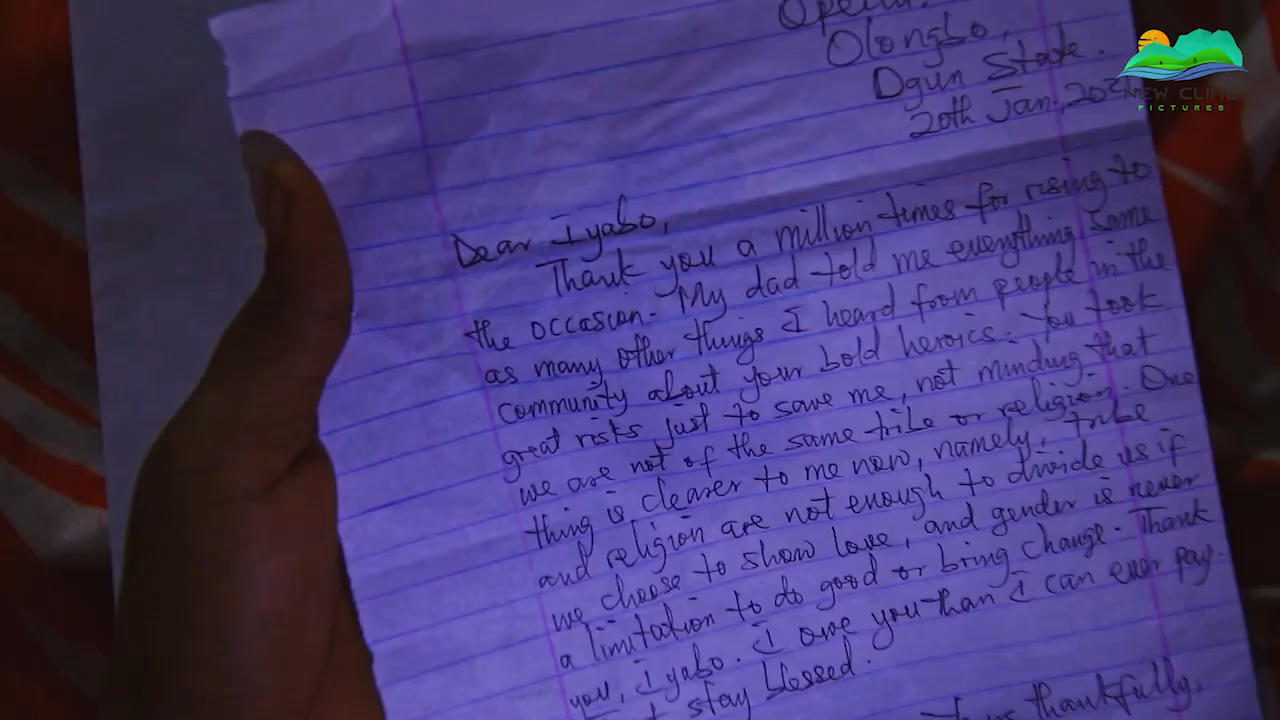 Olongbo,
Ogun State.
20th Jan. 20
NEW CLIME
PICTURES
Dear Iyabo,
Thank you a million times for rising to
the occasion. My dad told me everything same
as many other things I heard from people in the
community about your bold heroics. You took
great risks just to save me, not minding that
we are not of the same tribe or religion. One
thing is clearer to me now, namely, tribe
and religion are not enough to divide us if
we choose to show love, and gender is never
a limitation to do good or bring change. Thank
you, Iyabo. I owe you than I can ever pay.
stay blessed.
thankfully,